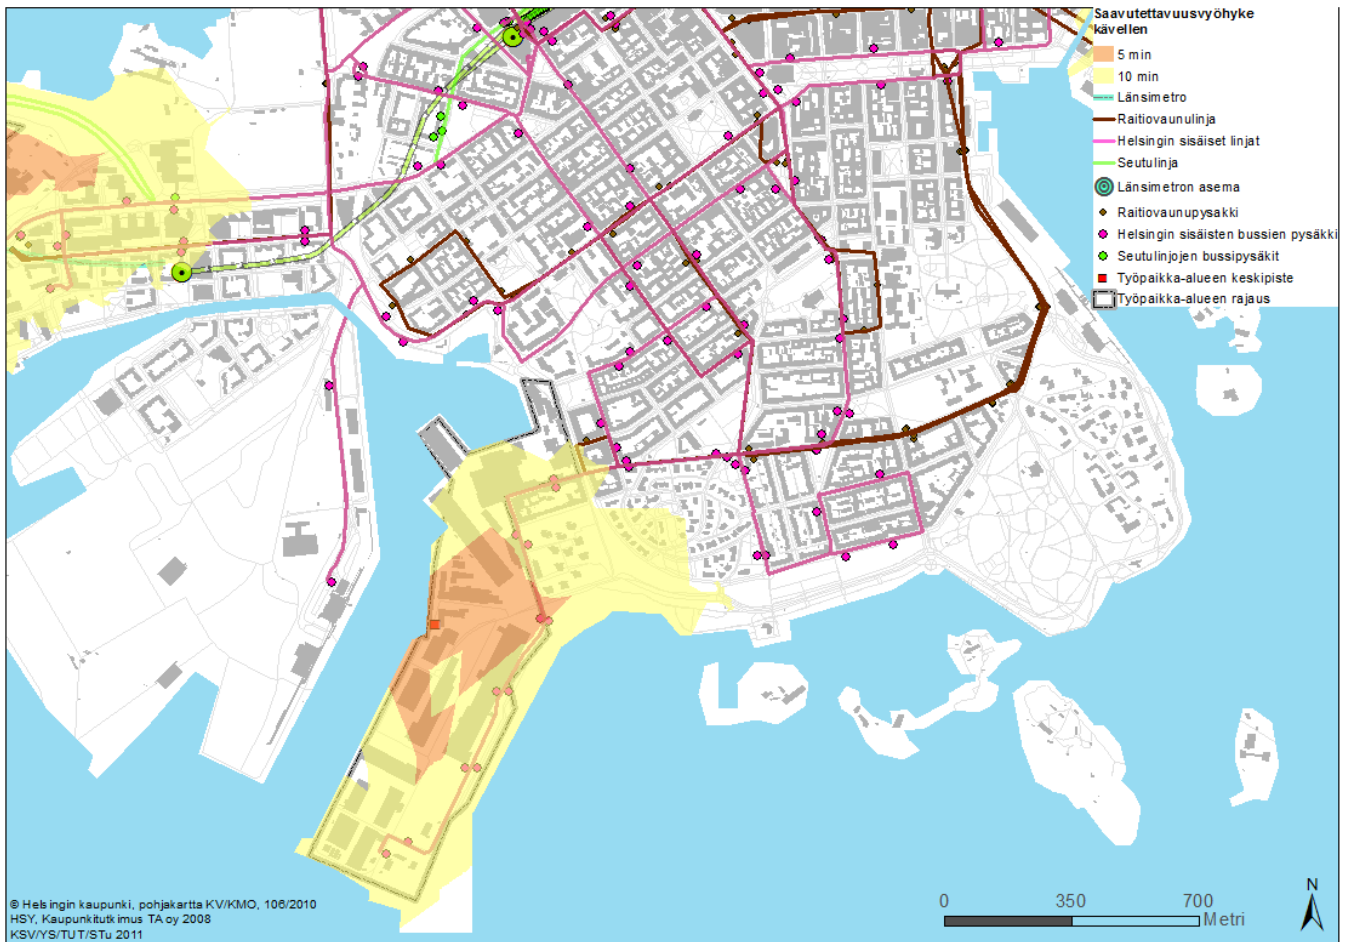 Saavutettavuusvyöhyke
kävellen
5 min
10 min
Länsimetro
Raitiovaunulinja
Helsingin sisäiset linjat
Seutulinja
Länsimetron asema
Raitiovaunupysakki
Helsingin sisäisten bussien pysäkki
Seutulinjojen bussipysäkit
Työpaikka-alueen keskipiste
Työpaikka-alueen rajaus
© Helsingin kaupunki, pohjakartta KV/KMO, 106/2010
HSY, Kaupunkitutkimus TA oy 2008
KSV/YS/TUT/STu 2011
0 350 700
Metri
N